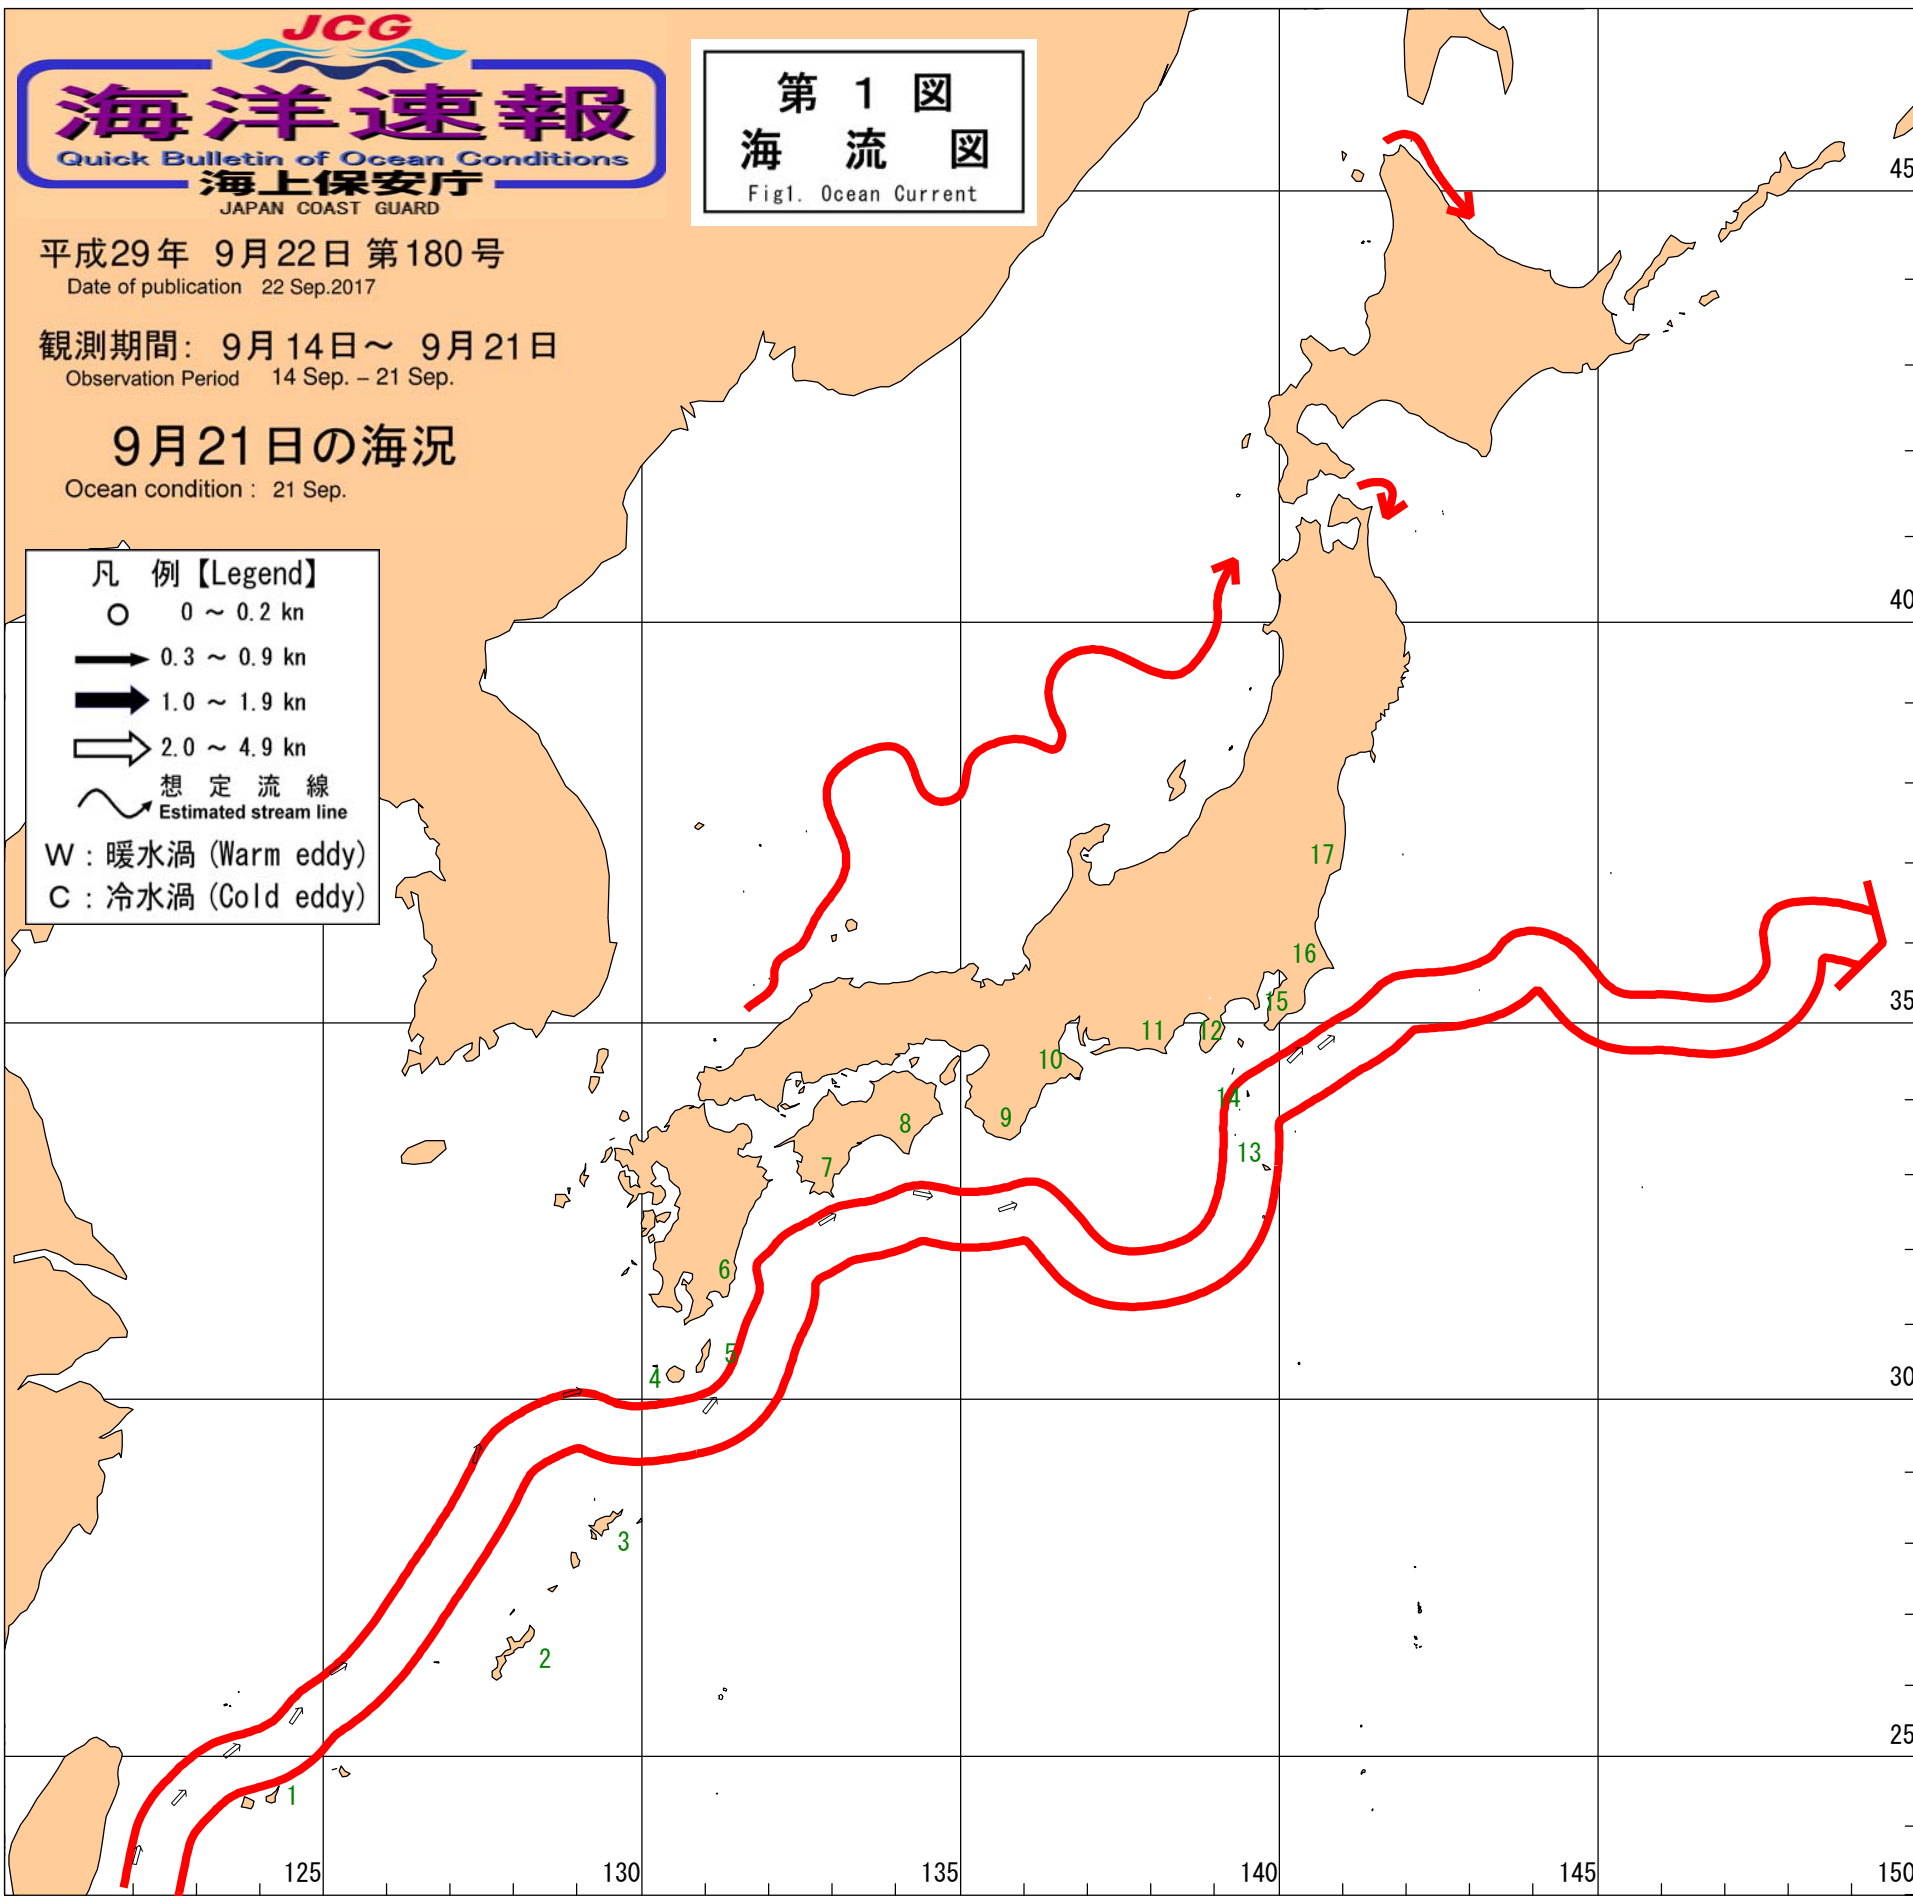 JCG
海洋速報
Quick Bulletin of Ocean Conditions
海上保安庁
JAPAN COAST GUARD
第 1 図
海 流 図
Fig1. Ocean Current
平成29年 9月22日 第180号
Date of publication 22 Sep.2017
観測期間: 9月14日～ 9月21日
Observation Period 14 Sep. – 21 Sep.
9月21日の海況
Ocean condition : 21 Sep.
凡 例【Legend】
0 ～ 0.2 kn
0.3 ～ 0.9 kn
1.0 ～ 1.9 kn
2.0 ～ 4.9 kn
想 定 流 線
Estimated stream line
W : 暖水渦 (Warm eddy)
C : 冷水渦 (Cold eddy)
45
40
35
30
25
17
16
15
11
12
10
14
9
8
13
7
6
5
4
3
2
1
125
130
135
140
145
150